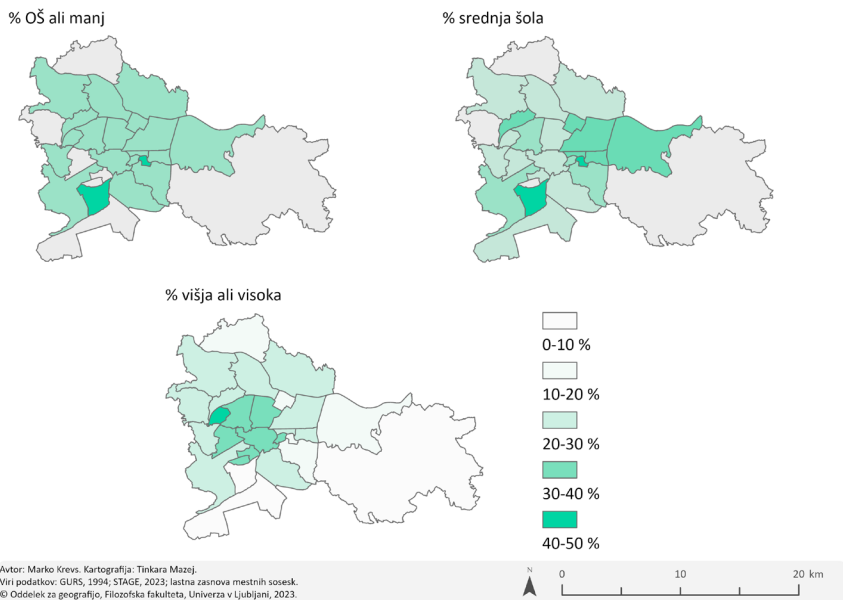 % OŠ ali manj
% srednja šola
% višja ali visoka
0-10 %
10-20 %
20-30 %
30-40 %
40-50 %
Avtor: Marko Krevs. Kartografija: Tinkara Mazej.
Viri podatkov: GURS, 1994; STAGE, 2023; lastna zasnova mestnih sosesk.
© Oddelek za geografijo, Filozofska fakulteta, Univerza v Ljubljani, 2023.
N
0 10 20 km